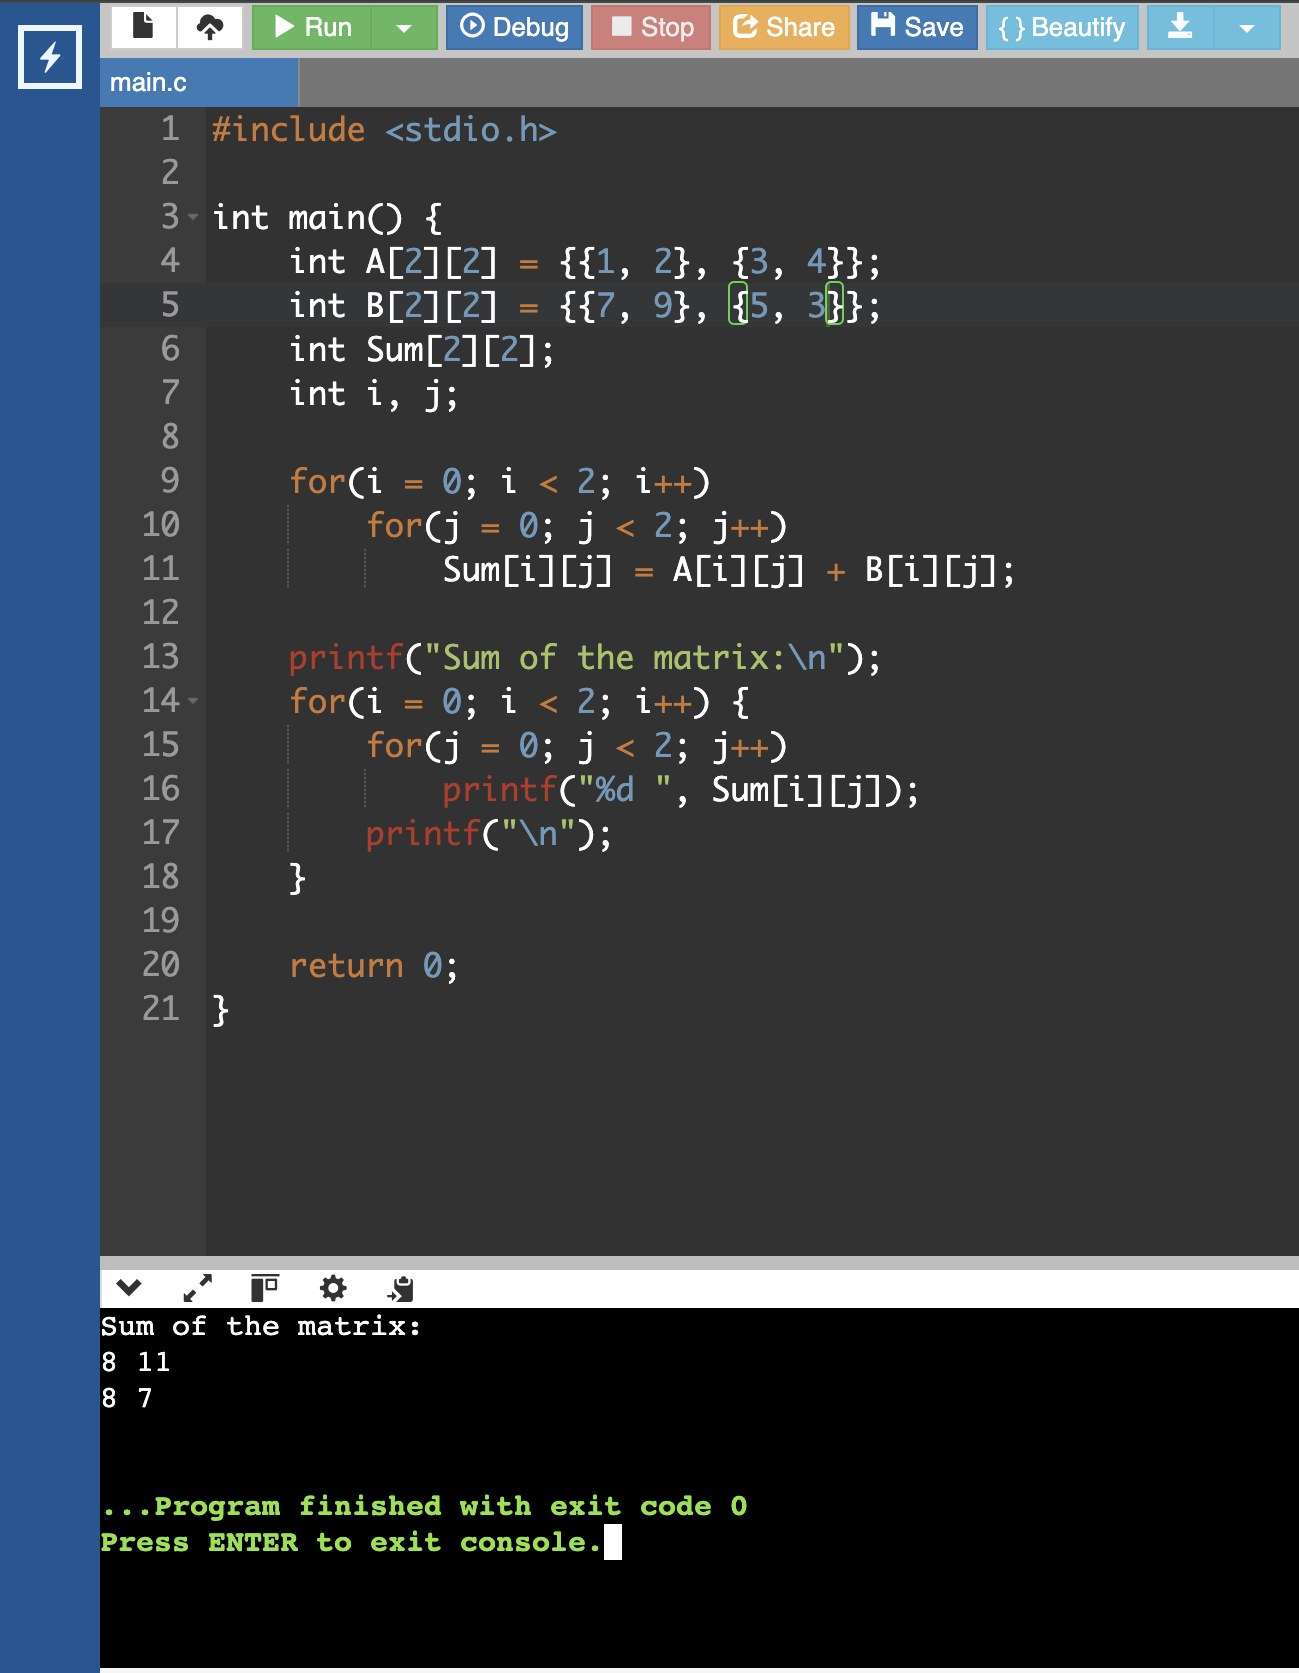 Run Debug Stop Share Save { } Beautify
main.c
1 #include <stdio.h>
2
3 int main() {
4     int A[2][2] = {{1, 2}, {3, 4}};
5     int B[2][2] = {{7, 9}, {5, 3}};
6     int Sum[2][2];
7     int i, j;
8
9     for(i = 0; i < 2; i++)
10         for(j = 0; j < 2; j++)
11             Sum[i][j] = A[i][j] + B[i][j];
12
13     printf("Sum of the matrix:\n");
14     for(i = 0; i < 2; i++) {
15         for(j = 0; j < 2; j++)
16             printf("%d ", Sum[i][j]);
17         printf("\n");
18     }
19
20     return 0;
21 }
Sum of the matrix:
8 11
8 7
...Program finished with exit code 0
Press ENTER to exit console.